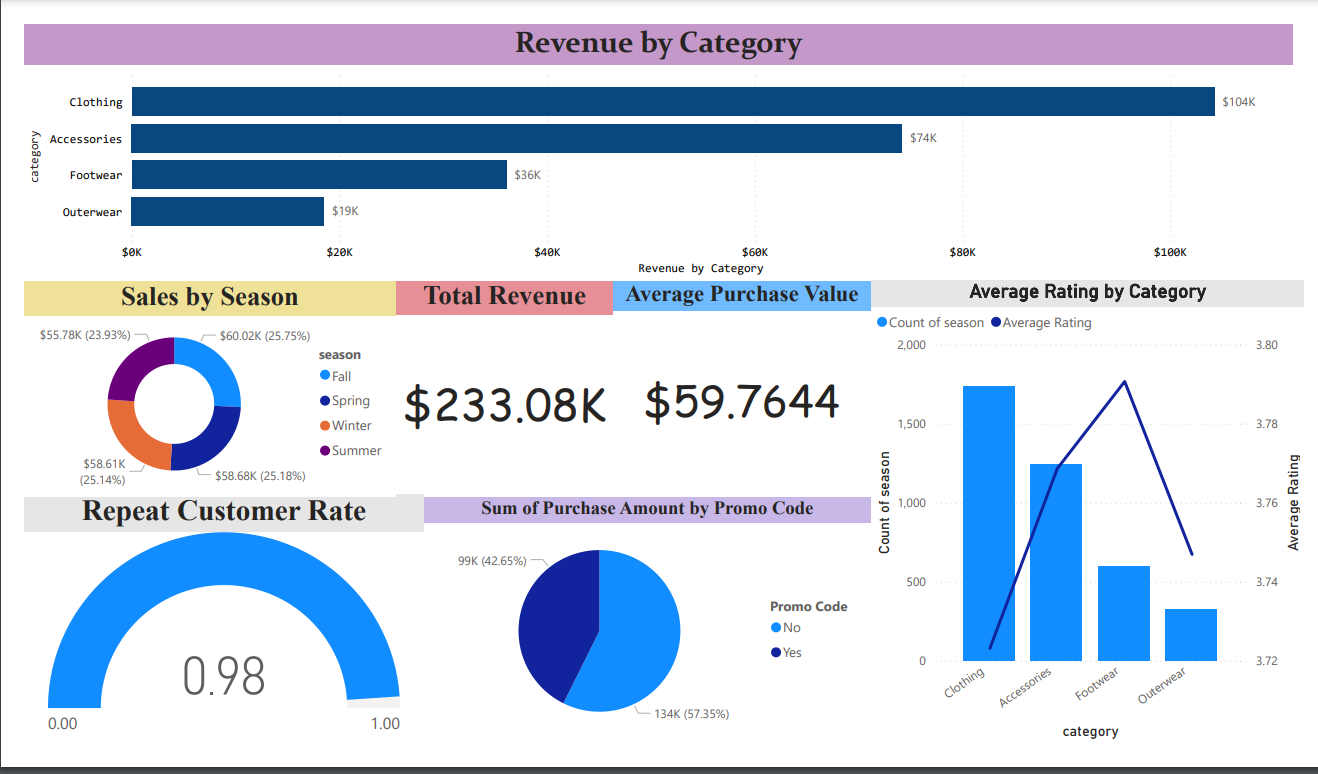 Revenue by Category
Clothing
$104K
Accessories
$74K
Footwear
$36K
Outerwear
$19K
category
$0K $20K $40K $60K $80K $100K
Revenue by Category
Sales by Season
$55.78K (23.93%)
$60.02K (25.75%)
$58.61K
(25.14%)
$58.68K (25.18%)
season
Fall
Spring
Winter
Summer
Total Revenue
$233.08K
Average Purchase Value
$59.7644
Average Rating by Category
Count of season Average Rating
2,000
1,500
1,000
500
0
Count of season
3.80
3.78
3.76
3.74
3.72
Average Rating
Clothing
Accessories
Footwear
Outerwear
category
Repeat Customer Rate
0.98
0.00 1.00
Sum of Purchase Amount by Promo Code
99K (42.65%)
134K (57.35%)
Promo Code
No
Yes